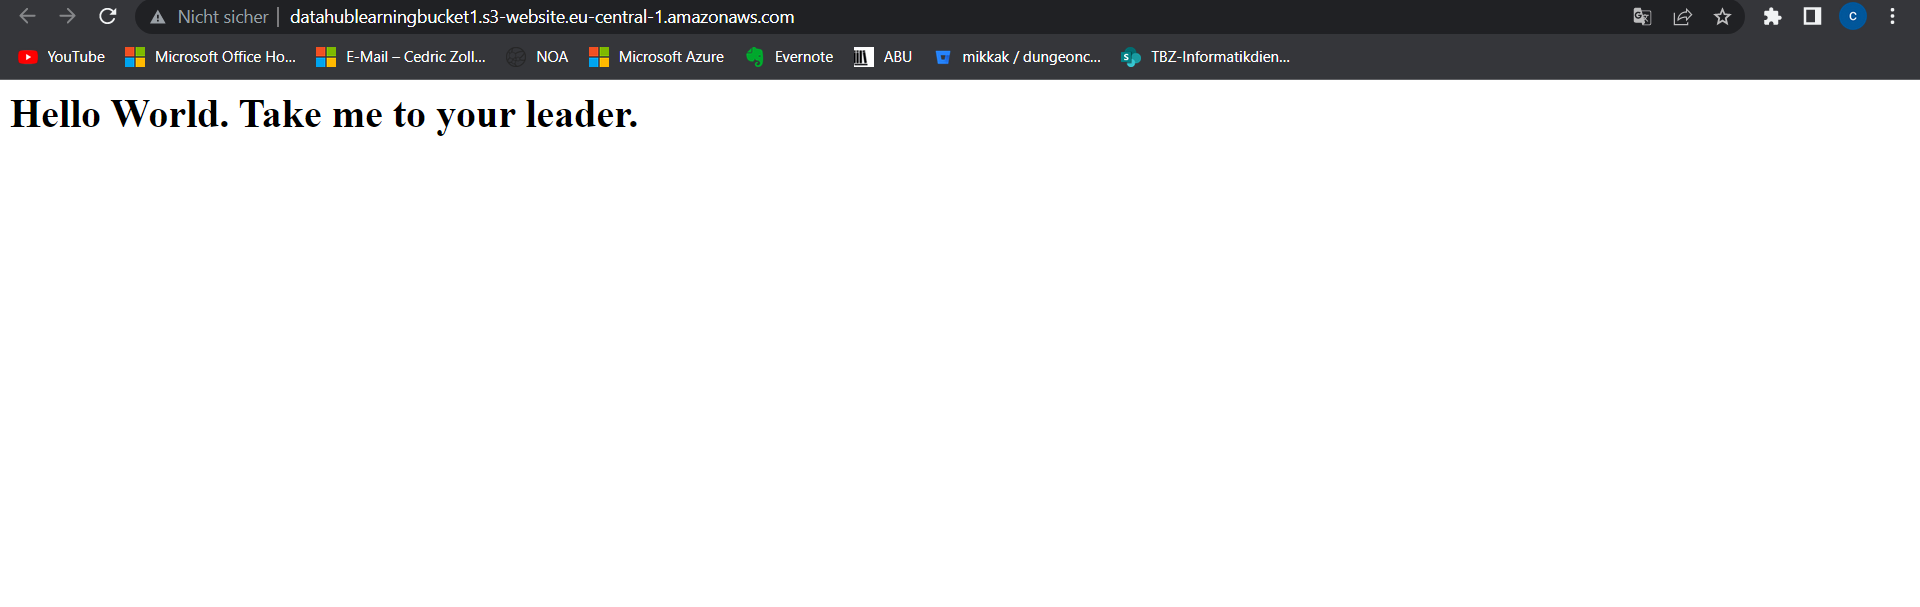 Nicht sicher | datahublearningbucket1.s3-website.eu-central-1.amazonaws.com C
YouTube Microsoft Office Ho... E-Mail – Cedric Zoll... NOA Microsoft Azure Evernote ABU mikkak / dungeonc... TBZ-Informatikdien...
Hello World. Take me to your leader.